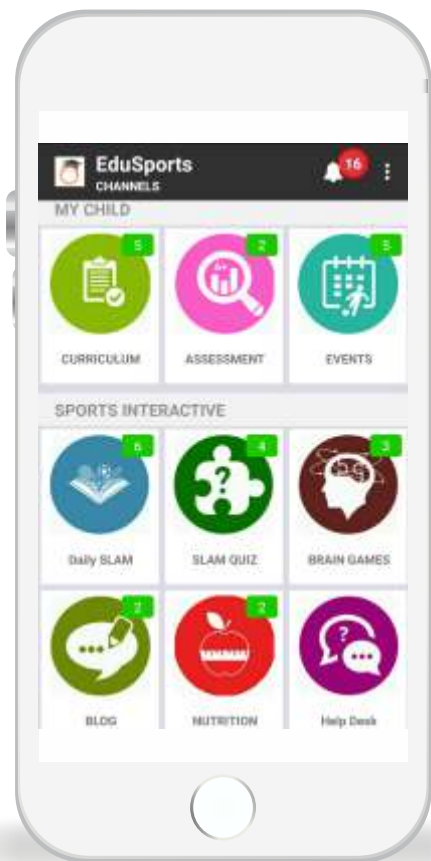 EduSports
CHANNELS
16
MY CHILD
5
2
5
A+
CURRICULUM
ASSESSMENT
EVENTS
SPORTS INTERACTIVE
6
4
3
?
Daily SLAM
SLAM QUIZ
BRAIN GAMES
2
2
?
BLOG
NUTRITION
Help Desk